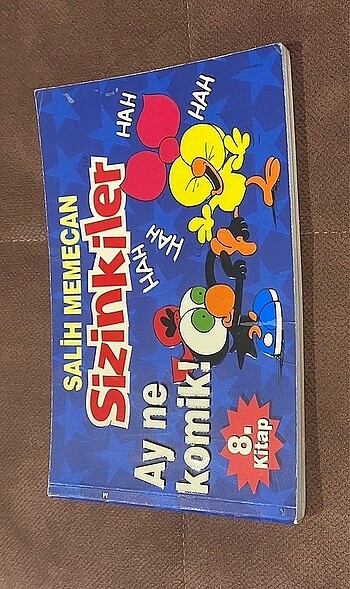 SALİH MEMECAN
Sizinkiler
HAH
HAH
HAH
HAH
Ay ne
komik!
8.
Kitap